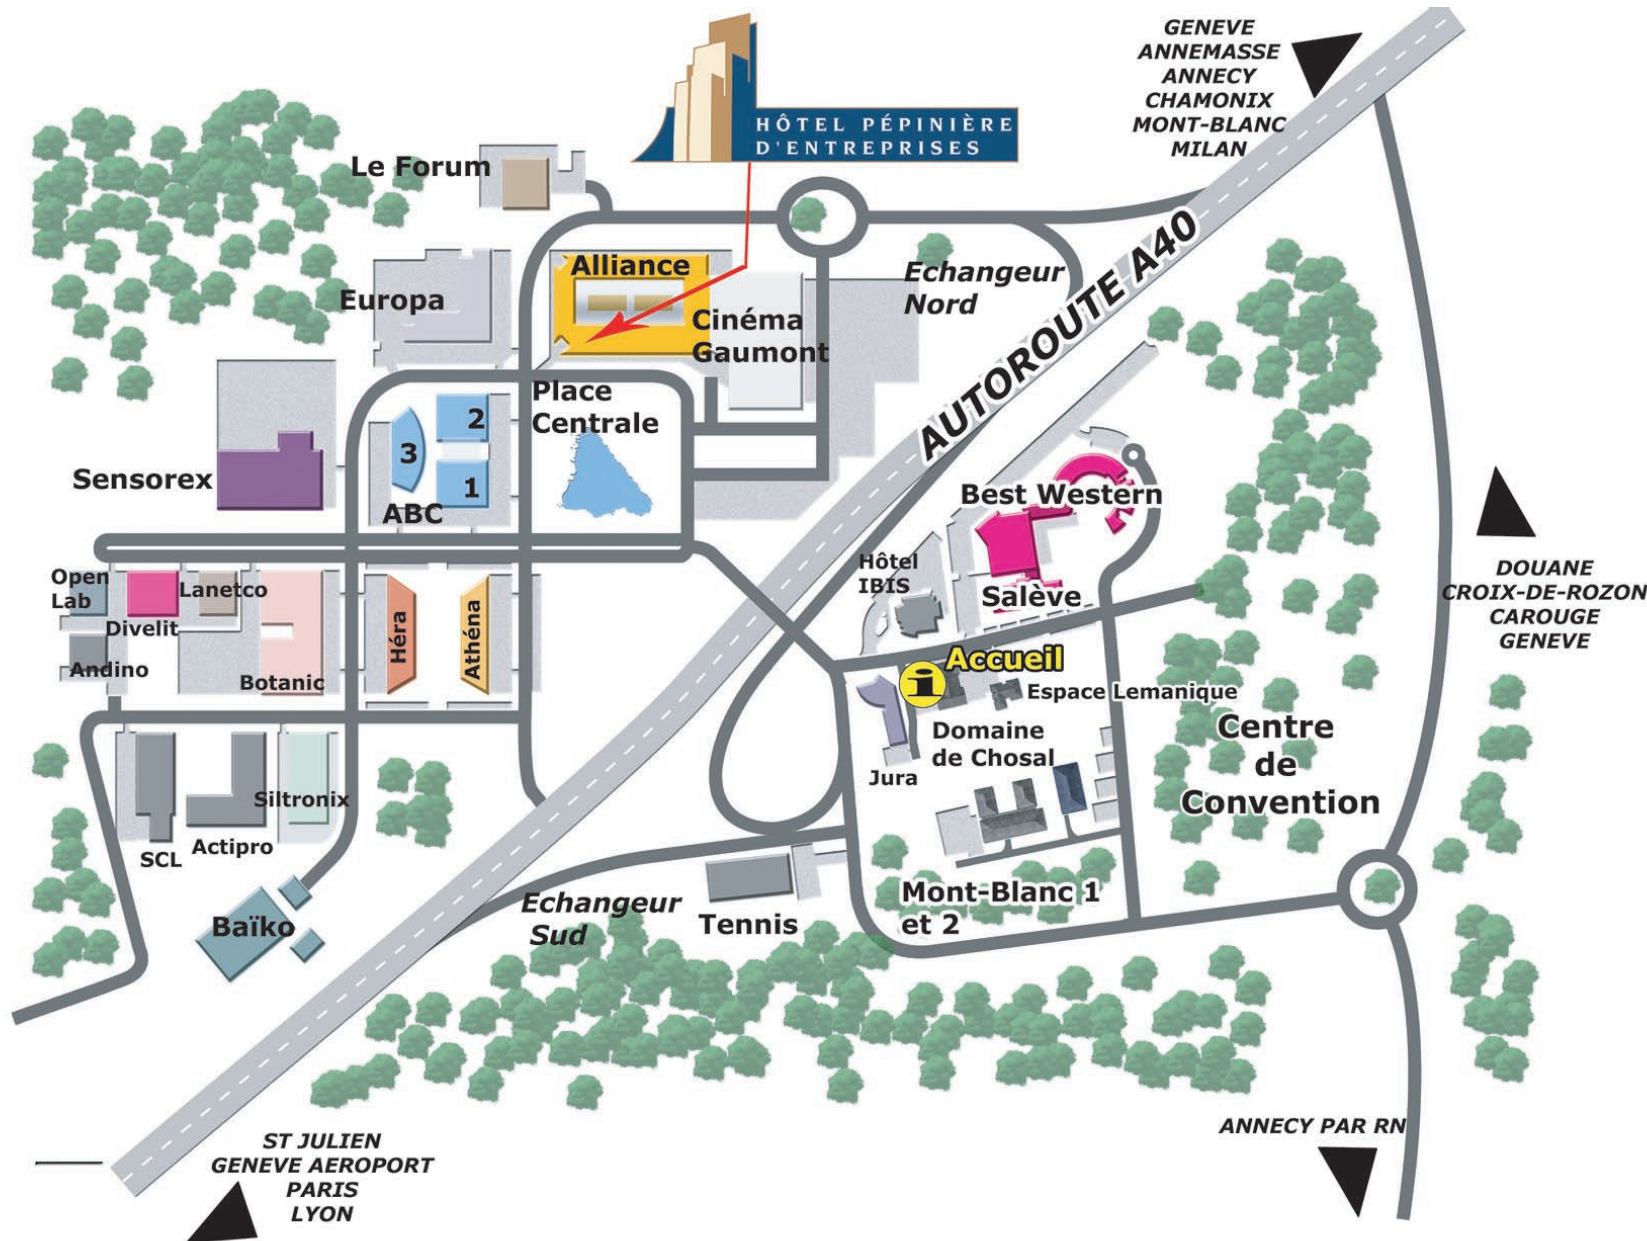 GENEVE
ANNEMASSE
ANNECY
CHAMONIX
MONT-BLANC
MILAN
HÔTEL PÉPINIÈRE
D'ENTREPRISES
Le Forum
Alliance
Europa
Echangeur
Nord
Cinéma
Gaumont
AUTOROUTE A40
Place
Centrale
2
3
1
ABC
Sensorex
Best Western
Hôtel
IBIS
Salève
DOUANE
CROIX-DE-ROZON
CAROUGE
GENEVE
Open
Lab
Lanetco
Divelit
Andino
Botanic
Héra
Athéna
Accueil
i
Espace Lemanique
Domaine
de Chosal
Jura
Centre
de
Convention
Siltronix
SCL
Actipro
Baïko
Echangeur
Sud
Tennis
Mont-Blanc 1
et 2
ANNECY PAR RN
ST JULIEN
GENEVE AEROPORT
PARIS
LYON